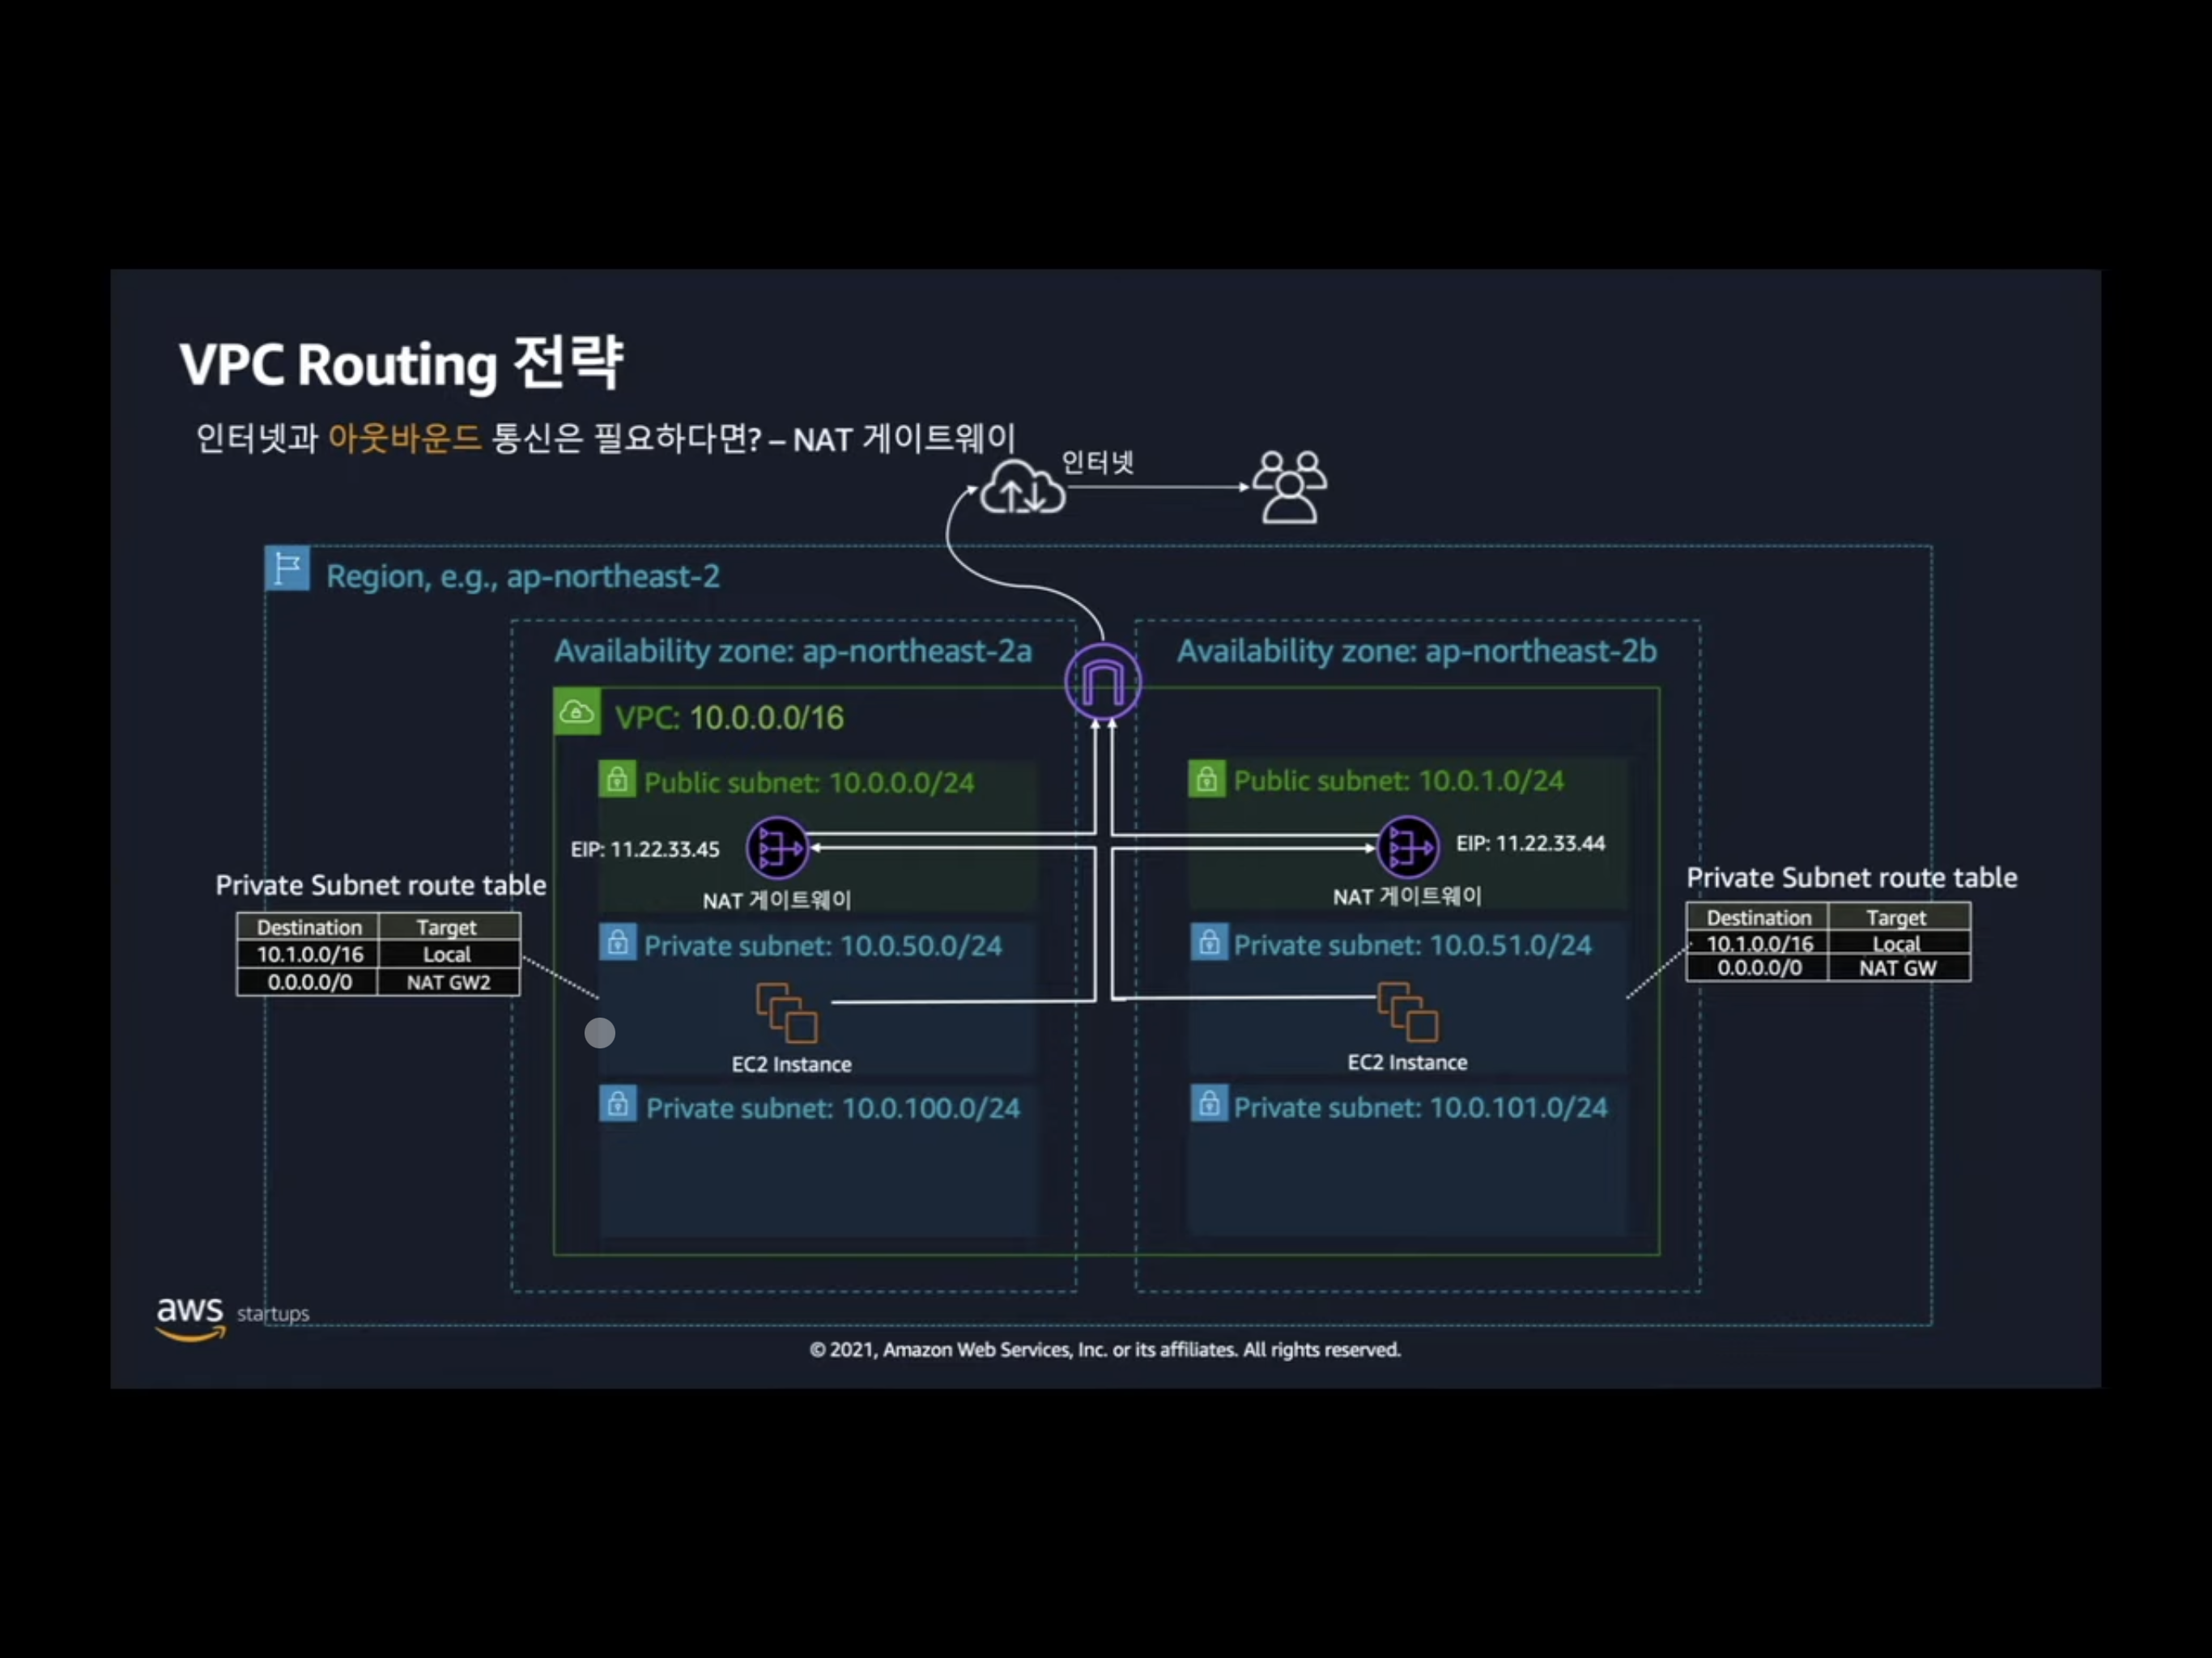 VPC Routing 전략
인터넷과 아웃바운드 통신은 필요하다면? – NAT 게이트웨이
인터넷
Region, e.g., ap-northeast-2
Availability zone: ap-northeast-2a
Availability zone: ap-northeast-2b
VPC: 10.0.0.0/16
Public subnet: 10.0.0.0/24
Public subnet: 10.0.1.0/24
EIP: 11.22.33.45
EIP: 11.22.33.44
NAT 게이트웨이
NAT 게이트웨이
Private Subnet route table
Destination Target
10.1.0.0/16 Local
0.0.0.0/0 NAT GW2
Private Subnet route table
Destination Target
10.1.0.0/16 Local
0.0.0.0/0 NAT GW
Private subnet: 10.0.50.0/24
Private subnet: 10.0.51.0/24
EC2 Instance
EC2 Instance
Private subnet: 10.0.100.0/24
Private subnet: 10.0.101.0/24
aws startups
© 2021, Amazon Web Services, Inc. or its affiliates. All rights reserved.